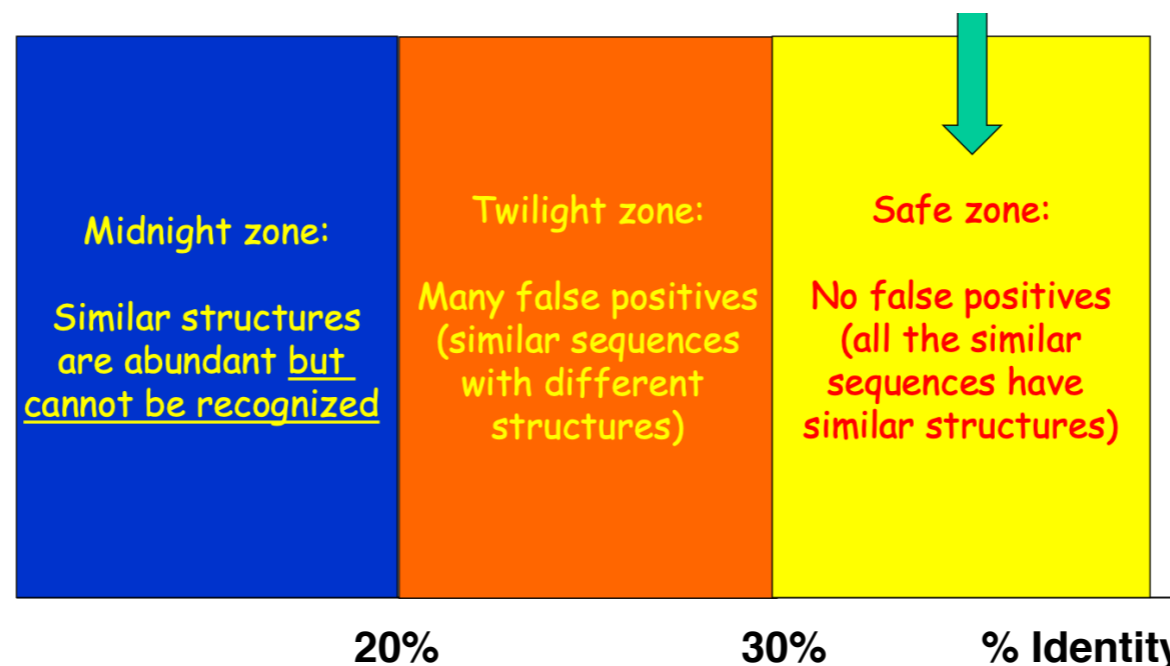 Midnight zone:
Similar structures
are abundant but
cannot be recognized
Twilight zone:
Many false positives
(similar sequences
with different
structures)
Safe zone:
No false positives
(all the similar
sequences have
similar structures)
20%
30%
% Identity